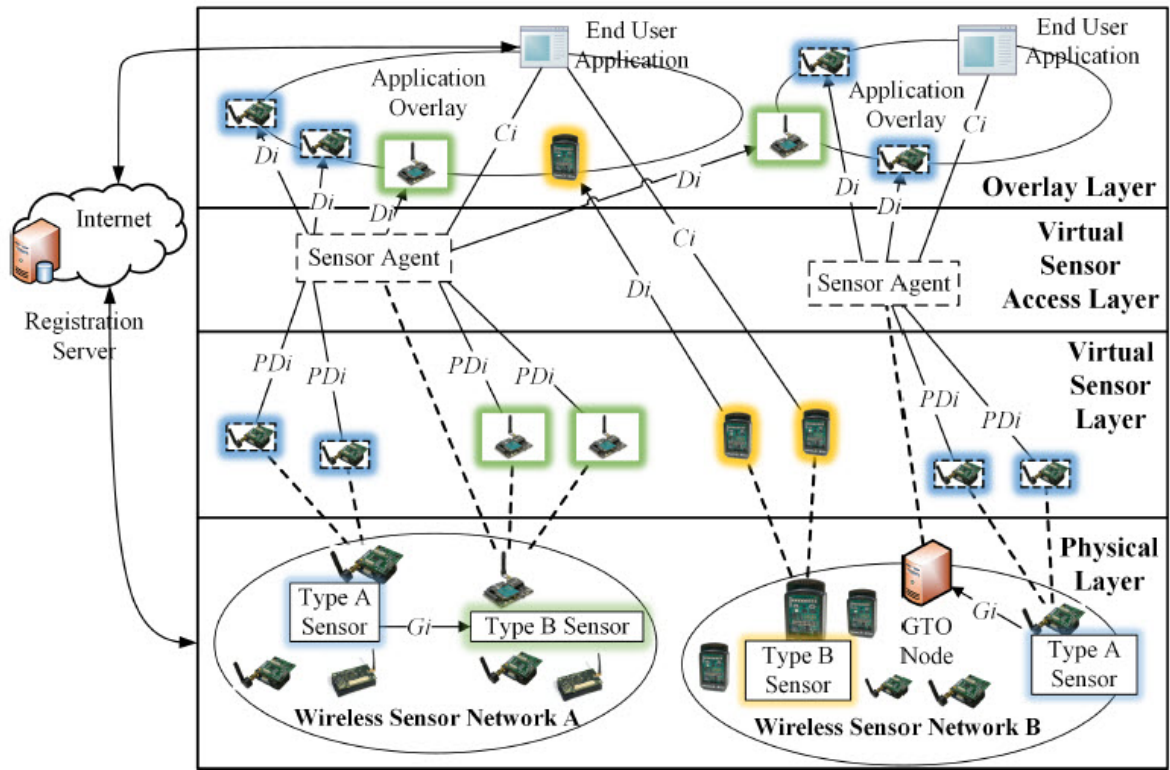 End User
Application
End User
Application
Application
Overlay
Application
Overlay
Ci
Ci
Di
Di
Di
Di
Di
Di
Overlay Layer
Internet
Registration
Server
Sensor Agent
Sensor Agent
Ci
Di
Virtual
Sensor
Access Layer
PDi
PDi
PDi
PDi
PDi
PDi
Virtual
Sensor
Layer
Physical
Layer
Type A
Sensor
Gi
Type B Sensor
Wireless Sensor Network A
Type B
Sensor
GTO
Node
Gi
Type A
Sensor
Wireless Sensor Network B